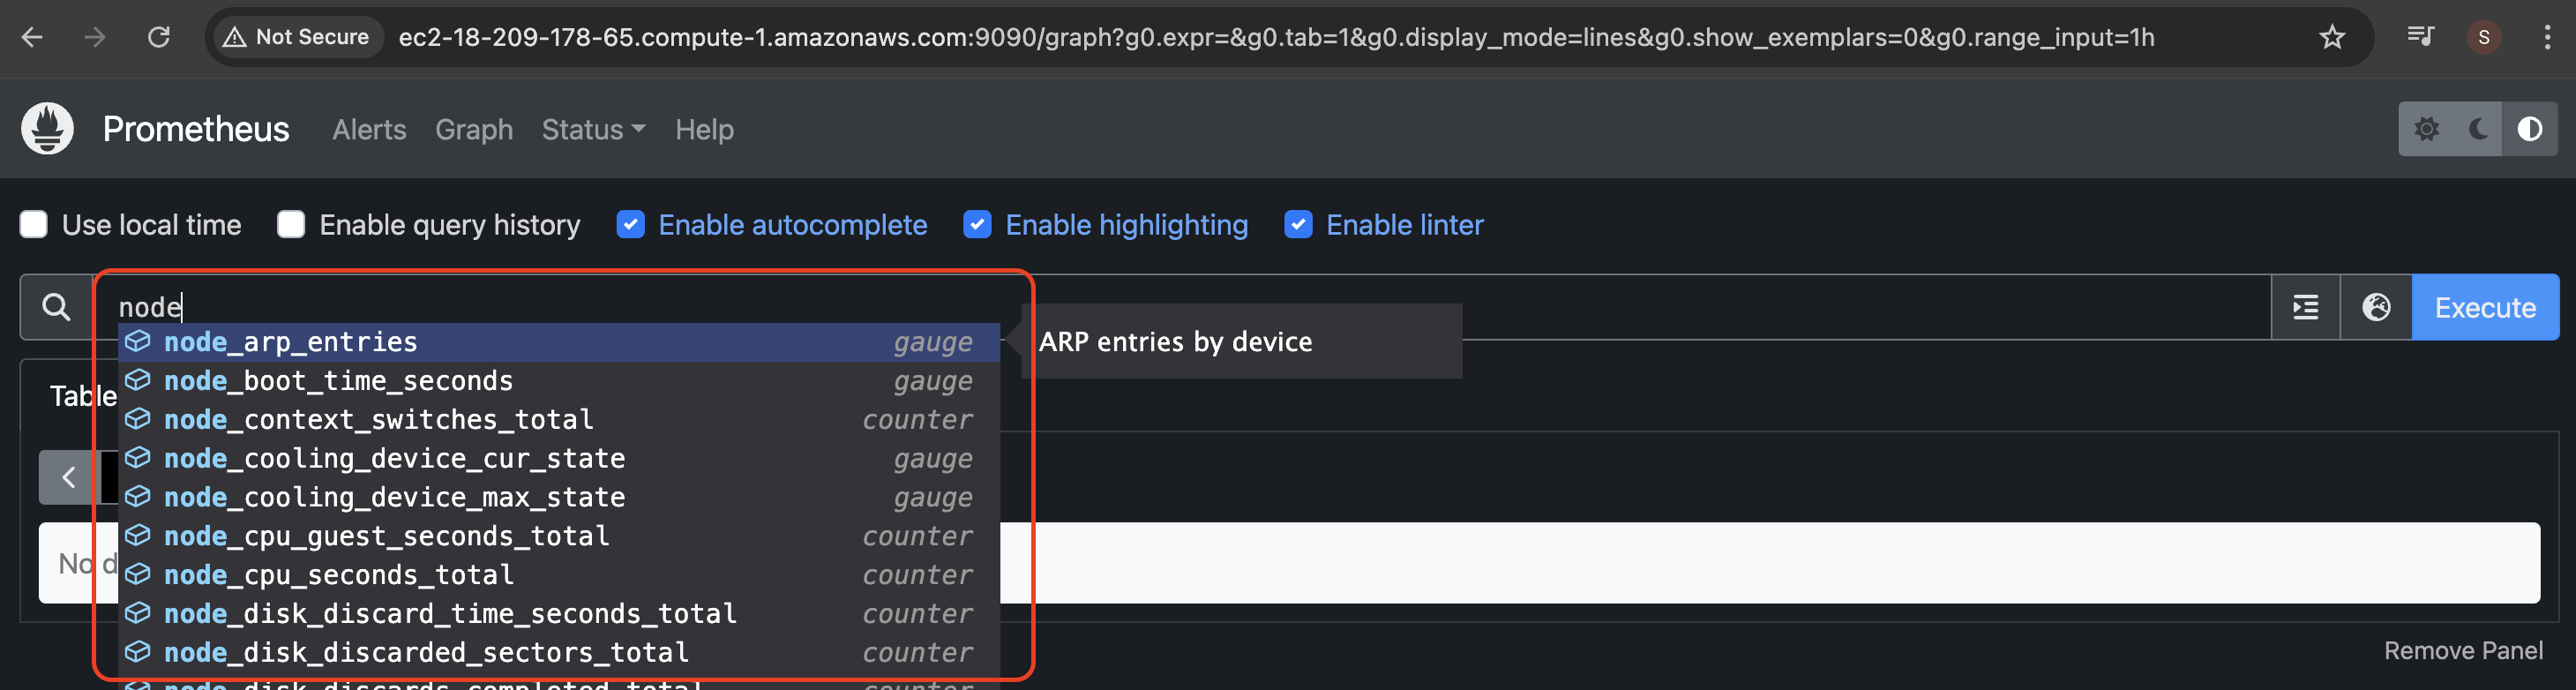 Not Secure ec2-18-209-178-65.compute-1.amazonaws.com:9090/graph?g0.expr=&g0.tab=1&g0.display_mode=lines&g0.show_exemplars=0&g0.range_input=1h S
Prometheus Alerts Graph Status Help
Use local time Enable query history Enable autocomplete Enable highlighting Enable linter
node Execute
node_arp_entries gauge ARP entries by device
node_boot_time_seconds gauge
Table
node_context_switches_total counter
node_cooling_device_cur_state gauge
node_cooling_device_max_state gauge
node_cpu_guest_seconds_total counter
No d
node_cpu_seconds_total counter
node_disk_discard_time_seconds_total counter
node_disk_discarded_sectors_total counter
Remove Panel
node_disk_discards_completed_total counter